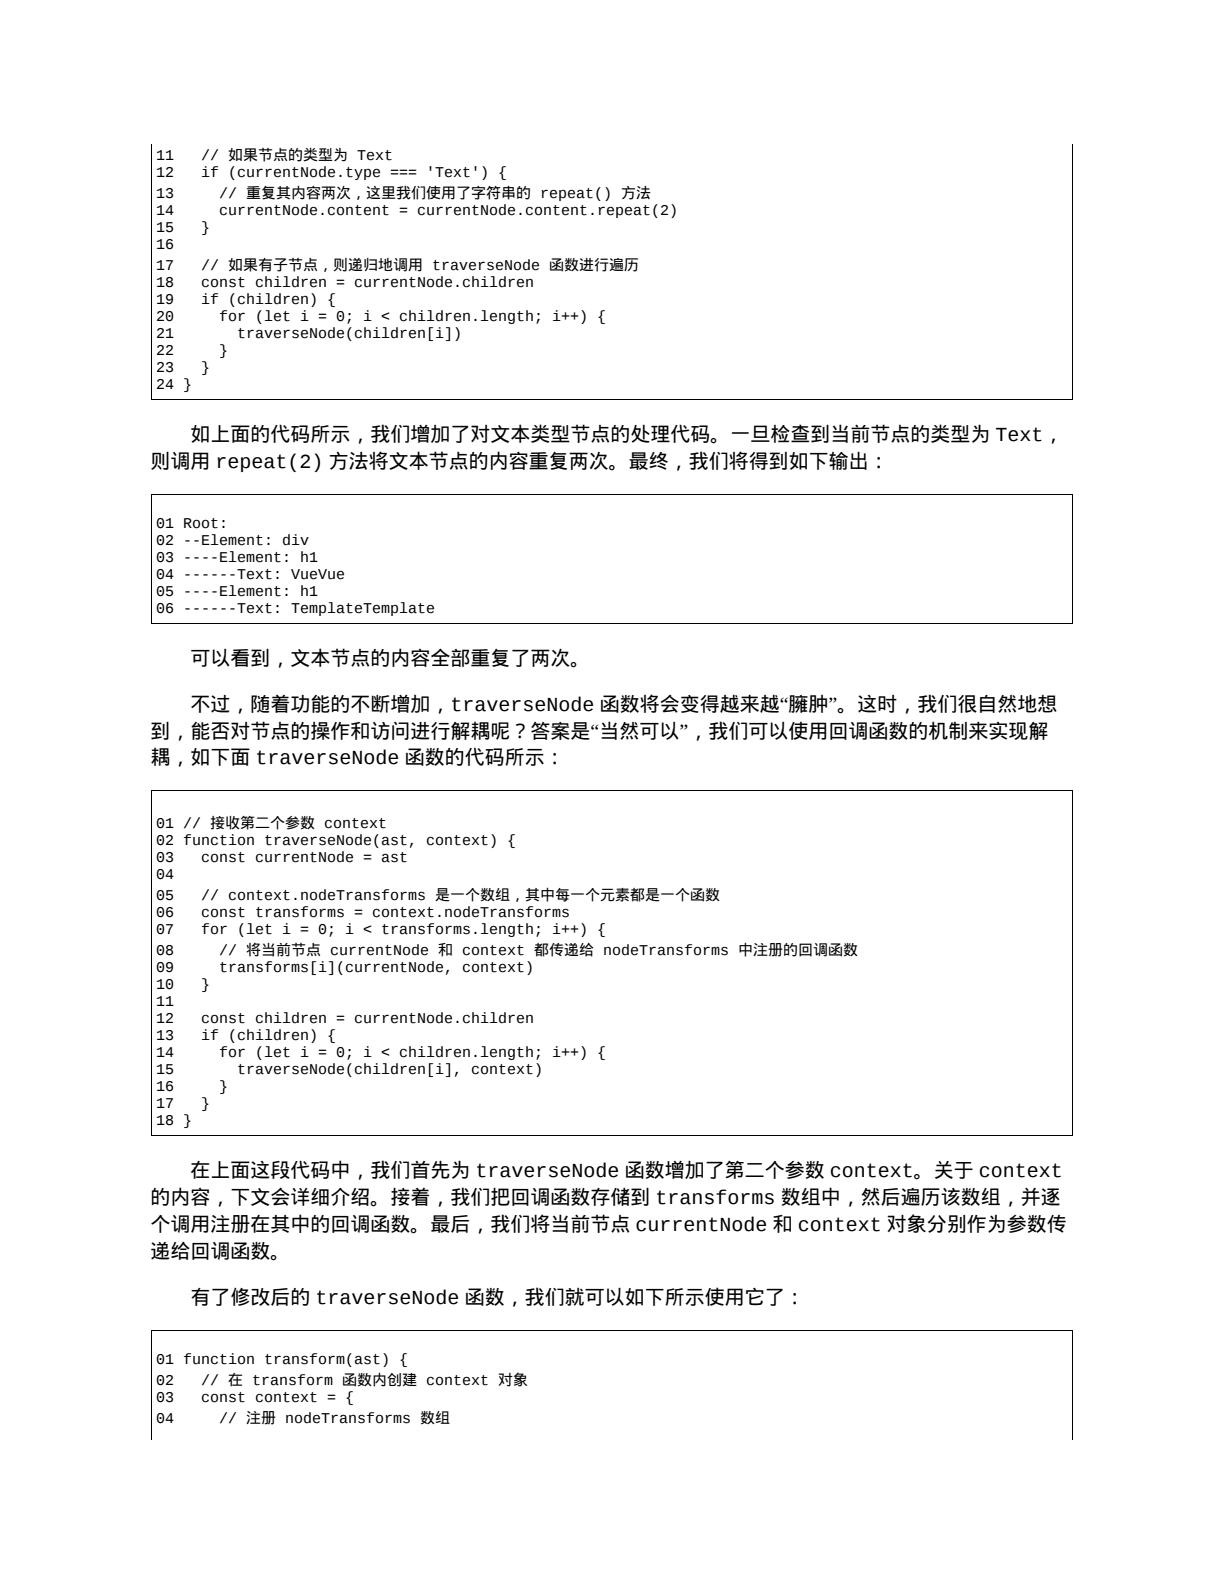 11   // 如果节点的类型为 Text
12   if (currentNode.type === 'Text') {
13     // 重复其内容两次，这里我们使用了字符串的 repeat() 方法
14     currentNode.content = currentNode.content.repeat(2)
15   }
16
17   // 如果有子节点，则递归地调用 traverseNode 函数进行遍历
18   const children = currentNode.children
19   if (children) {
20     for (let i = 0; i < children.length; i++) {
21       traverseNode(children[i])
22     }
23   }
24 }
如上面的代码所示，我们增加了对文本类型节点的处理代码。一旦检查到当前节点的类型为 Text，
则调用 repeat(2) 方法将文本节点的内容重复两次。最终，我们将得到如下输出：
01 Root:
02 --Element: div
03 ----Element: h1
04 ------Text: VueVue
05 ----Element: h1
06 ------Text: TemplateTemplate
可以看到，文本节点的内容全部重复了两次。
不过，随着功能的不断增加，traverseNode 函数将会变得越来越“臃肿”。这时，我们很自然地想
到，能否对节点的操作和访问进行解耦呢？答案是“当然可以”，我们可以使用回调函数的机制来实现解
耦，如下面 traverseNode 函数的代码所示：
01 // 接收第二个参数 context
02 function traverseNode(ast, context) {
03   const currentNode = ast
04
05   // context.nodeTransforms 是一个数组，其中每一个元素都是一个函数
06   const transforms = context.nodeTransforms
07   for (let i = 0; i < transforms.length; i++) {
08     // 将当前节点 currentNode 和 context 都传递给 nodeTransforms 中注册的回调函数
09     transforms[i](currentNode, context)
10   }
11
12   const children = currentNode.children
13   if (children) {
14     for (let i = 0; i < children.length; i++) {
15       traverseNode(children[i], context)
16     }
17   }
18 }
在上面这段代码中，我们首先为 traverseNode 函数增加了第二个参数 context。关于 context
的内容，下文会详细介绍。接着，我们把回调函数存储到 transforms 数组中，然后遍历该数组，并逐
个调用注册在其中的回调函数。最后，我们将当前节点 currentNode 和 context 对象分别作为参数传
递给回调函数。
有了修改后的 traverseNode 函数，我们就可以如下所示使用它了：
01 function transform(ast) {
02   // 在 transform 函数内创建 context 对象
03   const context = {
04     // 注册 nodeTransforms 数组